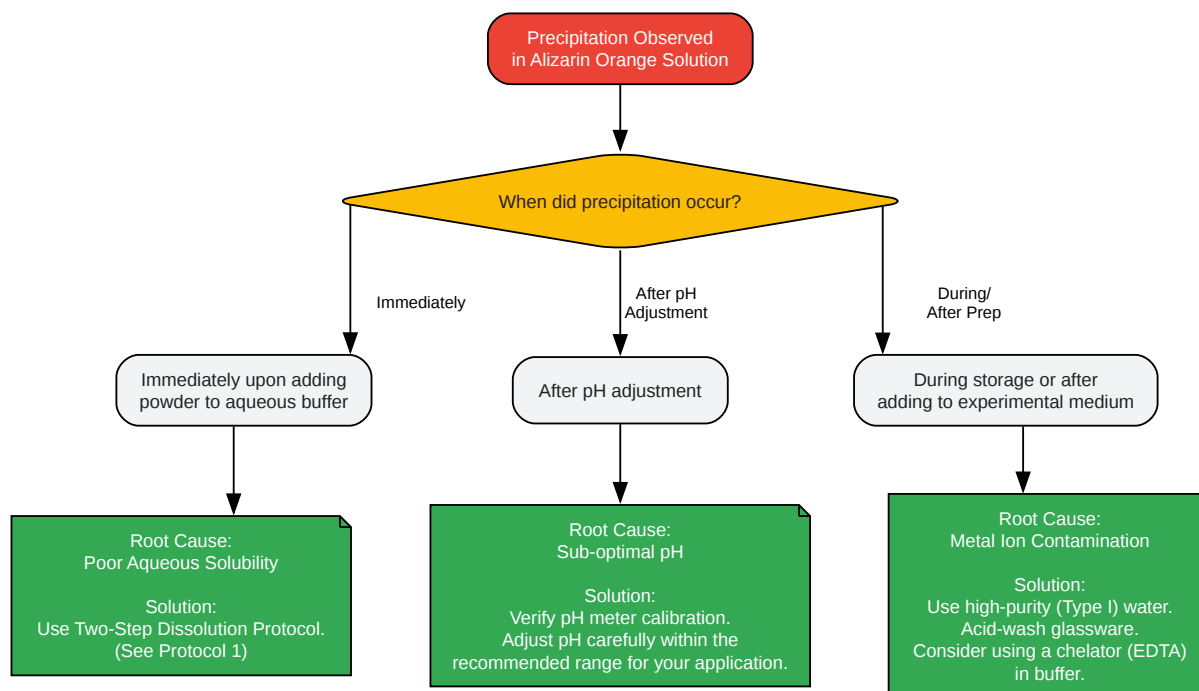 Precipitation Observed
in Alizarin Orange Solution
When did precipitation occur?
Immediately
After pH
Adjustment
During/
After Prep
Immediately upon adding
powder to aqueous buffer
After pH adjustment
During storage or after
adding to experimental medium
Root Cause:
Poor Aqueous Solubility
Solution:
Use Two-Step Dissolution Protocol.
(See Protocol 1)
Root Cause:
Sub-optimal pH
Solution:
Verify pH meter calibration.
Adjust pH carefully within the
recommended range for your application.
Root Cause:
Metal Ion Contamination
Solution:
Use high-purity (Type I) water.
Acid-wash glassware.
Consider using a chelator (EDTA)
in buffer.